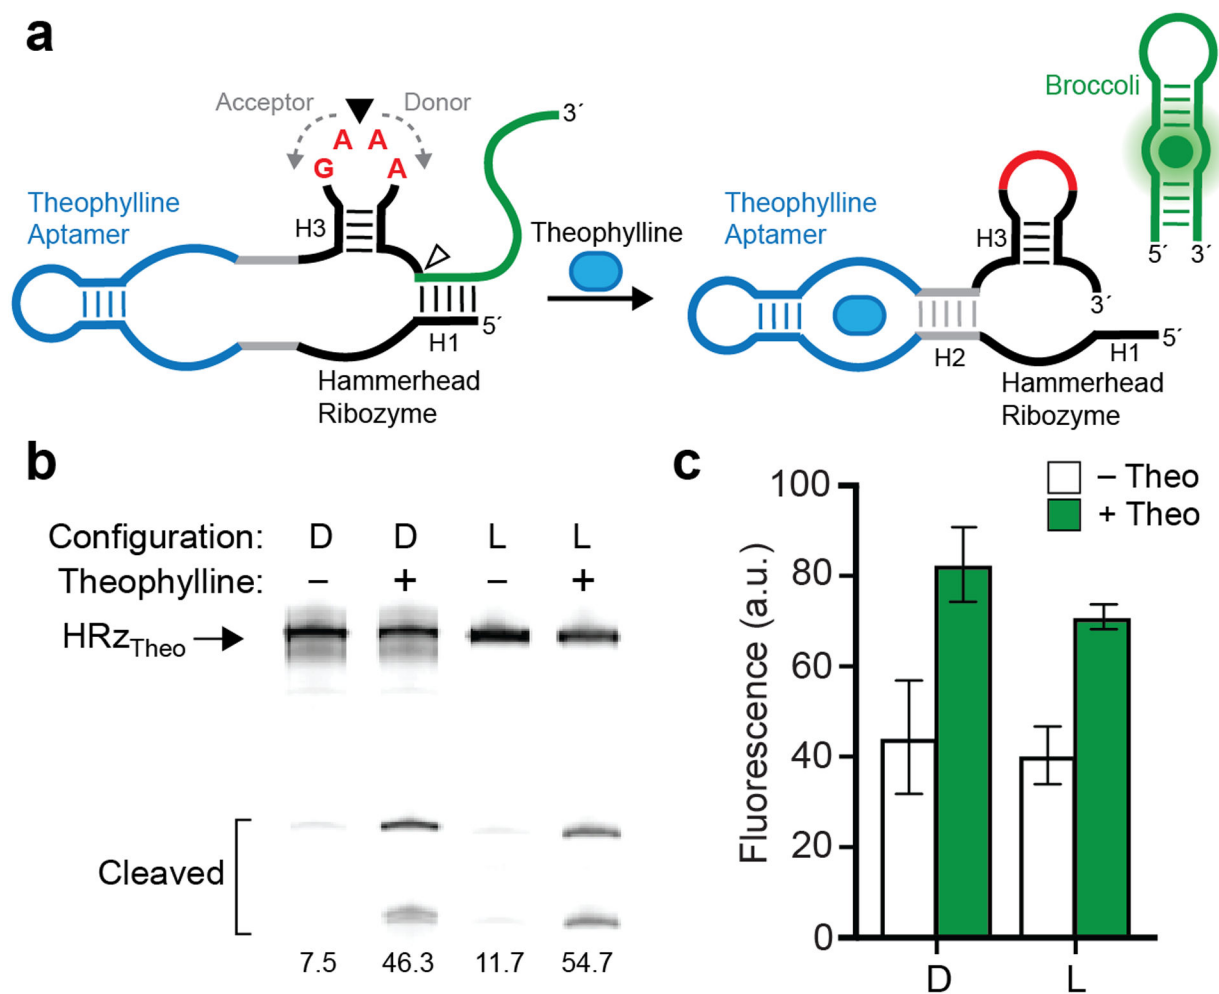 a
Acceptor
Donor
A A
G A
3´
Theophylline
Aptamer
H3
5´
H1
Hammerhead
Ribozyme
Theophylline
Theophylline
Aptamer
H3
3´
5´
H2
H1
Hammerhead
Ribozyme
Broccoli
5´ 3´
b
Configuration: D D L L
Theophylline: – + – +
HRzTheo
Cleaved
7.5 46.3 11.7 54.7
c
– Theo
+ Theo
Fluorescence (a.u.)
100
80
60
40
20
0
D L